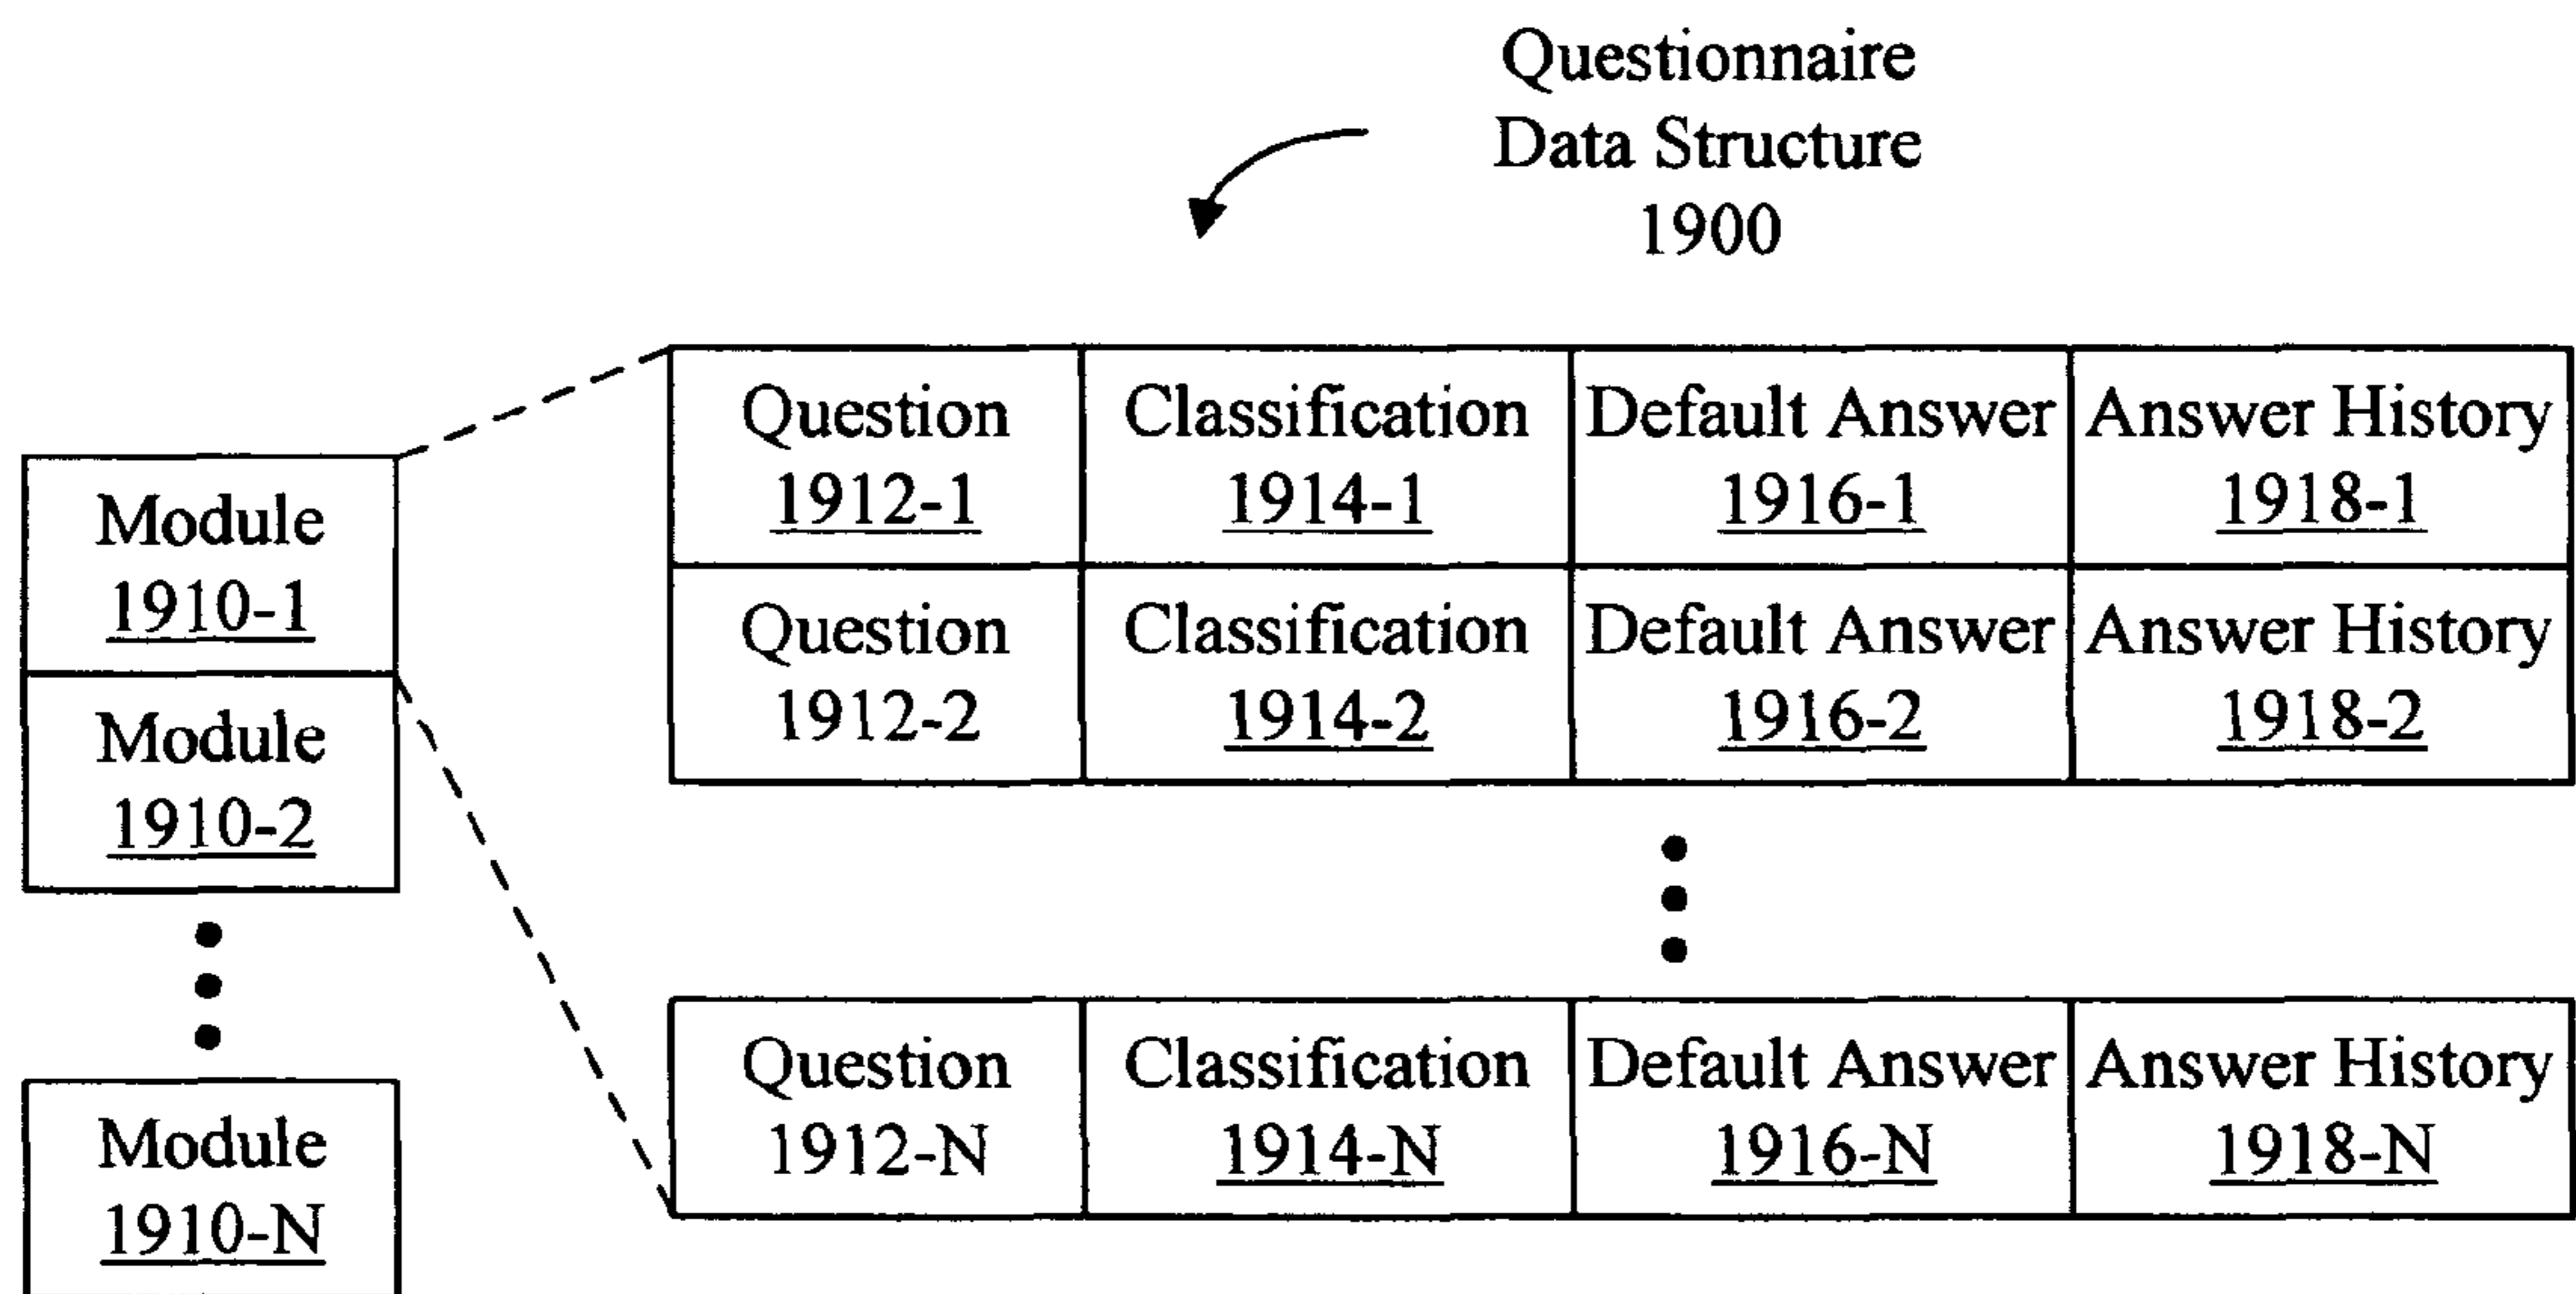 Questionnaire
Data Structure
1900
Module
1910-1
Module
1910-2
Module
1910-N
Question
1912-1
Classification
1914-1
Default Answer
1916-1
Answer History
1918-1
Question
1912-2
Classification
1914-2
Default Answer
1916-2
Answer History
1918-2
Question
1912-N
Classification
1914-N
Default Answer
1916-N
Answer History
1918-N